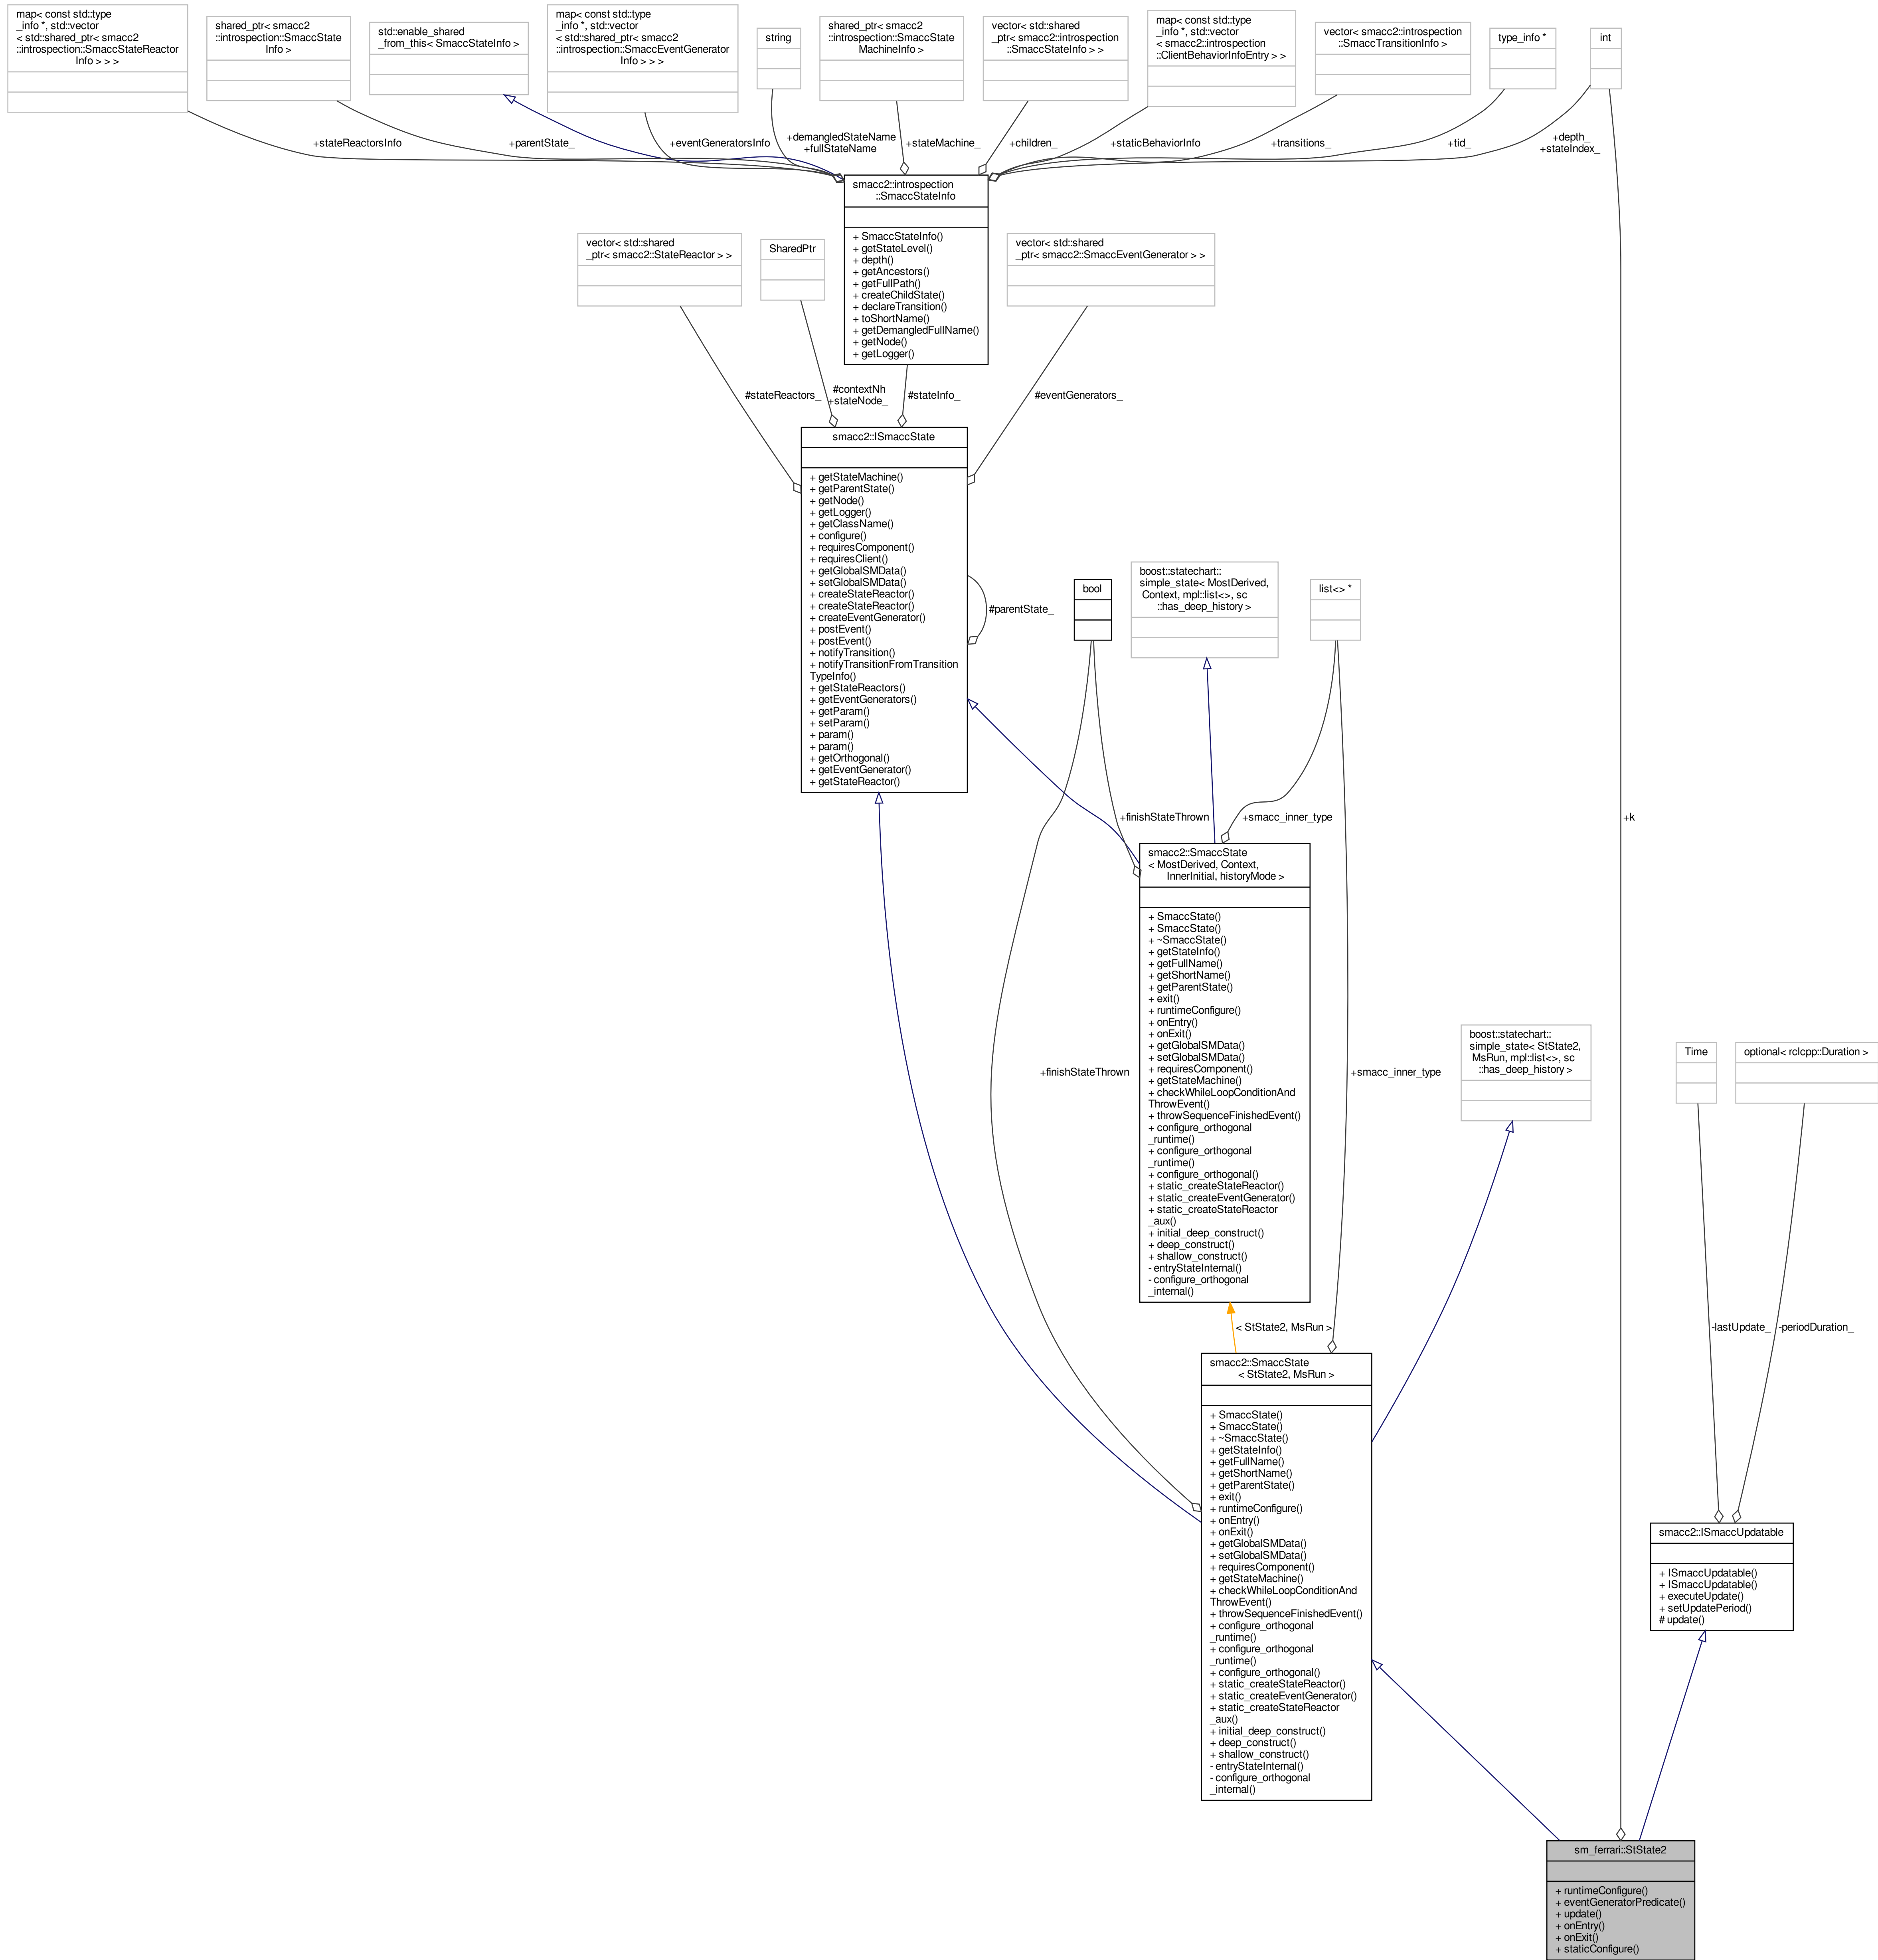 map< const std::type
_info *, std::vector
< std::shared_ptr< smacc2
::introspection::SmaccStateReactor
Info > > >
shared_ptr< smacc2
::introspection::SmaccState
Info >
std::enable_shared
_from_this< SmaccStateInfo >
map< const std::type
_info *, std::vector
< std::shared_ptr< smacc2
::introspection::SmaccEventGenerator
Info > > >
string
shared_ptr< smacc2
::introspection::SmaccState
MachineInfo >
vector< std::shared
_ptr< smacc2::introspection
::SmaccStateInfo > >
map< const std::type
_info *, std::vector
< smacc2::introspection
::ClientBehaviorInfoEntry > >
vector< smacc2::introspection
::SmaccTransitionInfo >
type_info *
int
+stateReactorsInfo
+parentState_
+eventGeneratorsInfo
+demangledStateName
+fullStateName
+stateMachine_
+children_
+staticBehaviorInfo
+transitions_
+tid_
+depth_
+stateIndex_
smacc2::introspection
::SmaccStateInfo
+ SmaccStateInfo()
+ getStateLevel()
+ depth()
+ getAncestors()
+ getFullPath()
+ createChildState()
+ declareTransition()
+ toShortName()
+ getDemangledFullName()
+ getNode()
+ getLogger()
vector< std::shared
_ptr< smacc2::StateReactor > >
SharedPtr
vector< std::shared
_ptr< smacc2::SmaccEventGenerator > >
#stateReactors_
#contextNh
+stateNode_
#stateInfo_
#eventGenerators_
smacc2::ISmaccState
+ getStateMachine()
+ getParentState()
+ getNode()
+ getLogger()
+ getClassName()
+ configure()
+ requiresComponent()
+ requiresClient()
+ getGlobalSMData()
+ setGlobalSMData()
+ createStateReactor()
+ createStateReactor()
+ createEventGenerator()
+ postEvent()
+ postEvent()
+ notifyTransition()
+ notifyTransitionFromTransition
TypeInfo()
+ getStateReactors()
+ getEventGenerators()
+ getParam()
+ setParam()
+ param()
+ param()
+ getOrthogonal()
+ getEventGenerator()
+ getStateReactor()
#parentState_
bool
boost::statechart::
simple_state< MostDerived,
Context, mpl::list<>, sc
::has_deep_history >
list<> *
+finishStateThrown
+smacc_inner_type
+k
smacc2::SmaccState
< MostDerived, Context,
InnerInitial, historyMode >
+ SmaccState()
+ SmaccState()
+ ~SmaccState()
+ getStateInfo()
+ getFullName()
+ getShortName()
+ getParentState()
+ exit()
+ runtimeConfigure()
+ onEntry()
+ onExit()
+ getGlobalSMData()
+ setGlobalSMData()
+ requiresComponent()
+ getStateMachine()
+ checkWhileLoopConditionAnd
ThrowEvent()
+ throwSequenceFinishedEvent()
+ configure_orthogonal
_runtime()
+ configure_orthogonal
_runtime()
+ configure_orthogonal()
+ static_createStateReactor()
+ static_createEventGenerator()
+ static_createStateReactor
_aux()
+ initial_deep_construct()
+ deep_construct()
+ shallow_construct()
- entryStateInternal()
- configure_orthogonal
_internal()
+finishStateThrown
+smacc_inner_type
boost::statechart::
simple_state< StState2,
MsRun, mpl::list<>, sc
::has_deep_history >
Time
optional< rclcpp::Duration >
< StState2, MsRun >
-lastUpdate_
-periodDuration_
smacc2::SmaccState
< StState2, MsRun >
+ SmaccState()
+ SmaccState()
+ ~SmaccState()
+ getStateInfo()
+ getFullName()
+ getShortName()
+ getParentState()
+ exit()
+ runtimeConfigure()
+ onEntry()
+ onExit()
+ getGlobalSMData()
+ setGlobalSMData()
+ requiresComponent()
+ getStateMachine()
+ checkWhileLoopConditionAnd
ThrowEvent()
+ throwSequenceFinishedEvent()
+ configure_orthogonal
_runtime()
+ configure_orthogonal
_runtime()
+ configure_orthogonal()
+ static_createStateReactor()
+ static_createEventGenerator()
+ static_createStateReactor
_aux()
+ initial_deep_construct()
+ deep_construct()
+ shallow_construct()
- entryStateInternal()
- configure_orthogonal
_internal()
smacc2::ISmaccUpdatable
+ ISmaccUpdatable()
+ ISmaccUpdatable()
+ executeUpdate()
+ setUpdatePeriod()
# update()
sm_ferrari::StState2
+ runtimeConfigure()
+ eventGeneratorPredicate()
+ update()
+ onEntry()
+ onExit()
+ staticConfigure()